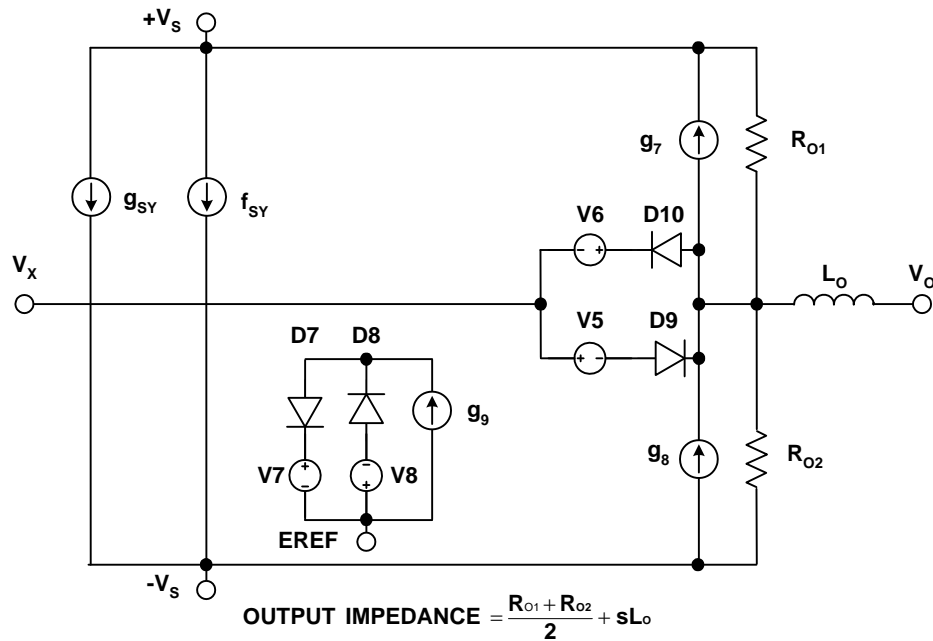 +VS
g7
RO1
gSY
fSY
V6 D10
VX
LO VO
V5 D9
D7 D8
g9
g8
RO2
V7 V8
EREF
-VS
OUTPUT IMPEDANCE = (RO1 + RO2)/2 + sLo